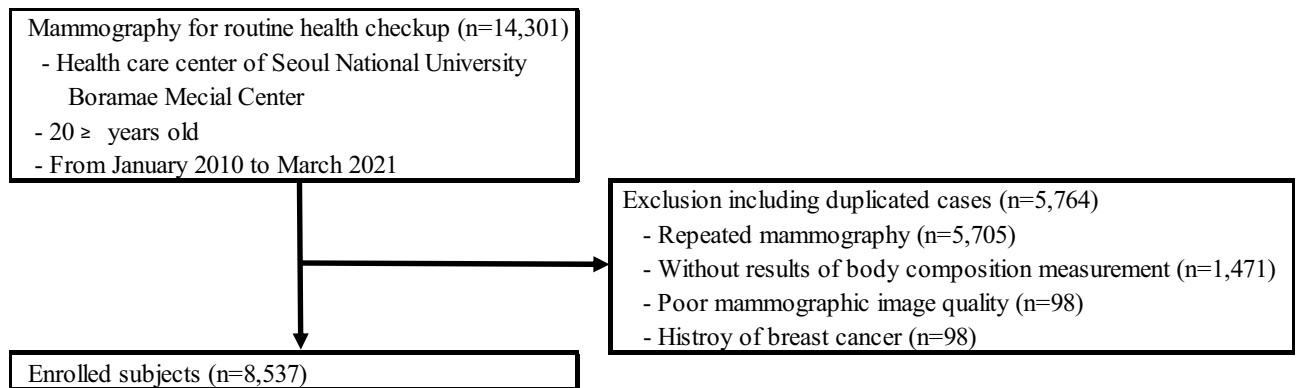 Mammography for routine health checkup (n=14,301)
- Health care center of Seoul National University
Boramae Mecial Center
- 20 ≥ years old
- From January 2010 to March 2021
Exclusion including duplicated cases (n=5,764)
- Repeated mammography (n=5,705)
- Without results of body composition measurement (n=1,471)
- Poor mammographic image quality (n=98)
- Histroy of breast cancer (n=98)
Enrolled subjects (n=8,537)